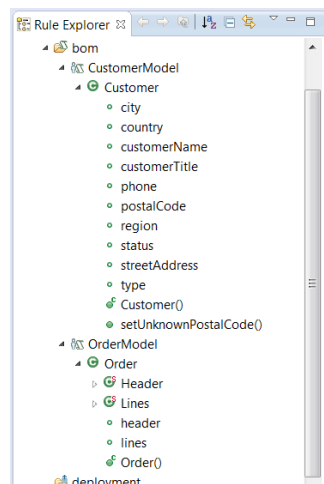 Rule Explorer
bom
CustomerModel
Customer
city
country
customerName
customerTitle
phone
postalCode
region
status
streetAddress
type
Customer()
setUnknownPostalCode()
OrderModel
Order
Header
Lines
header
lines
Order()
deployment